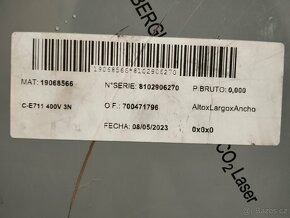 19068566*8102906270
MAT: 19068566 N°SERIE: 8102906270 P.BRUTO: 0,000
C-E711 400V 3N O.F.: 700471796 AltoxLargoxAncho
FECHA: 08/05/2023 0x0x0
CO2 Laser